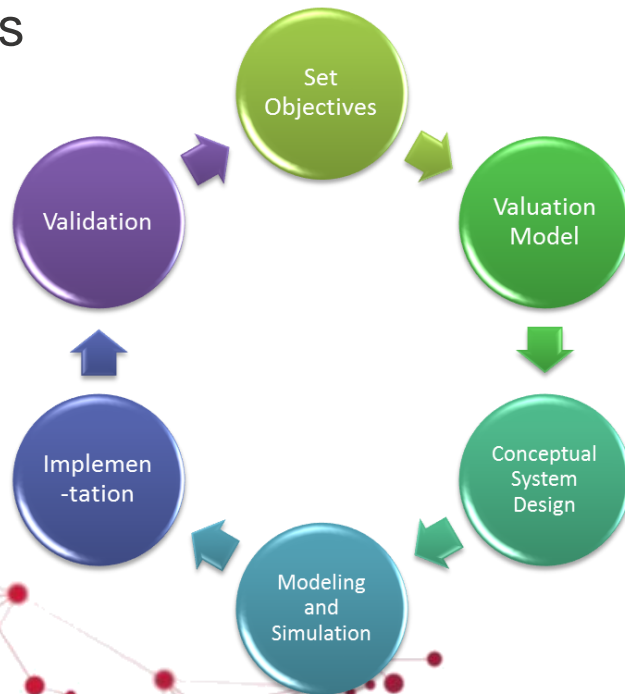 s
Set
Objectives
Valuation
Model
Conceptual
System
Design
Modeling
and
Simulation
Implemen
-tation
Validation